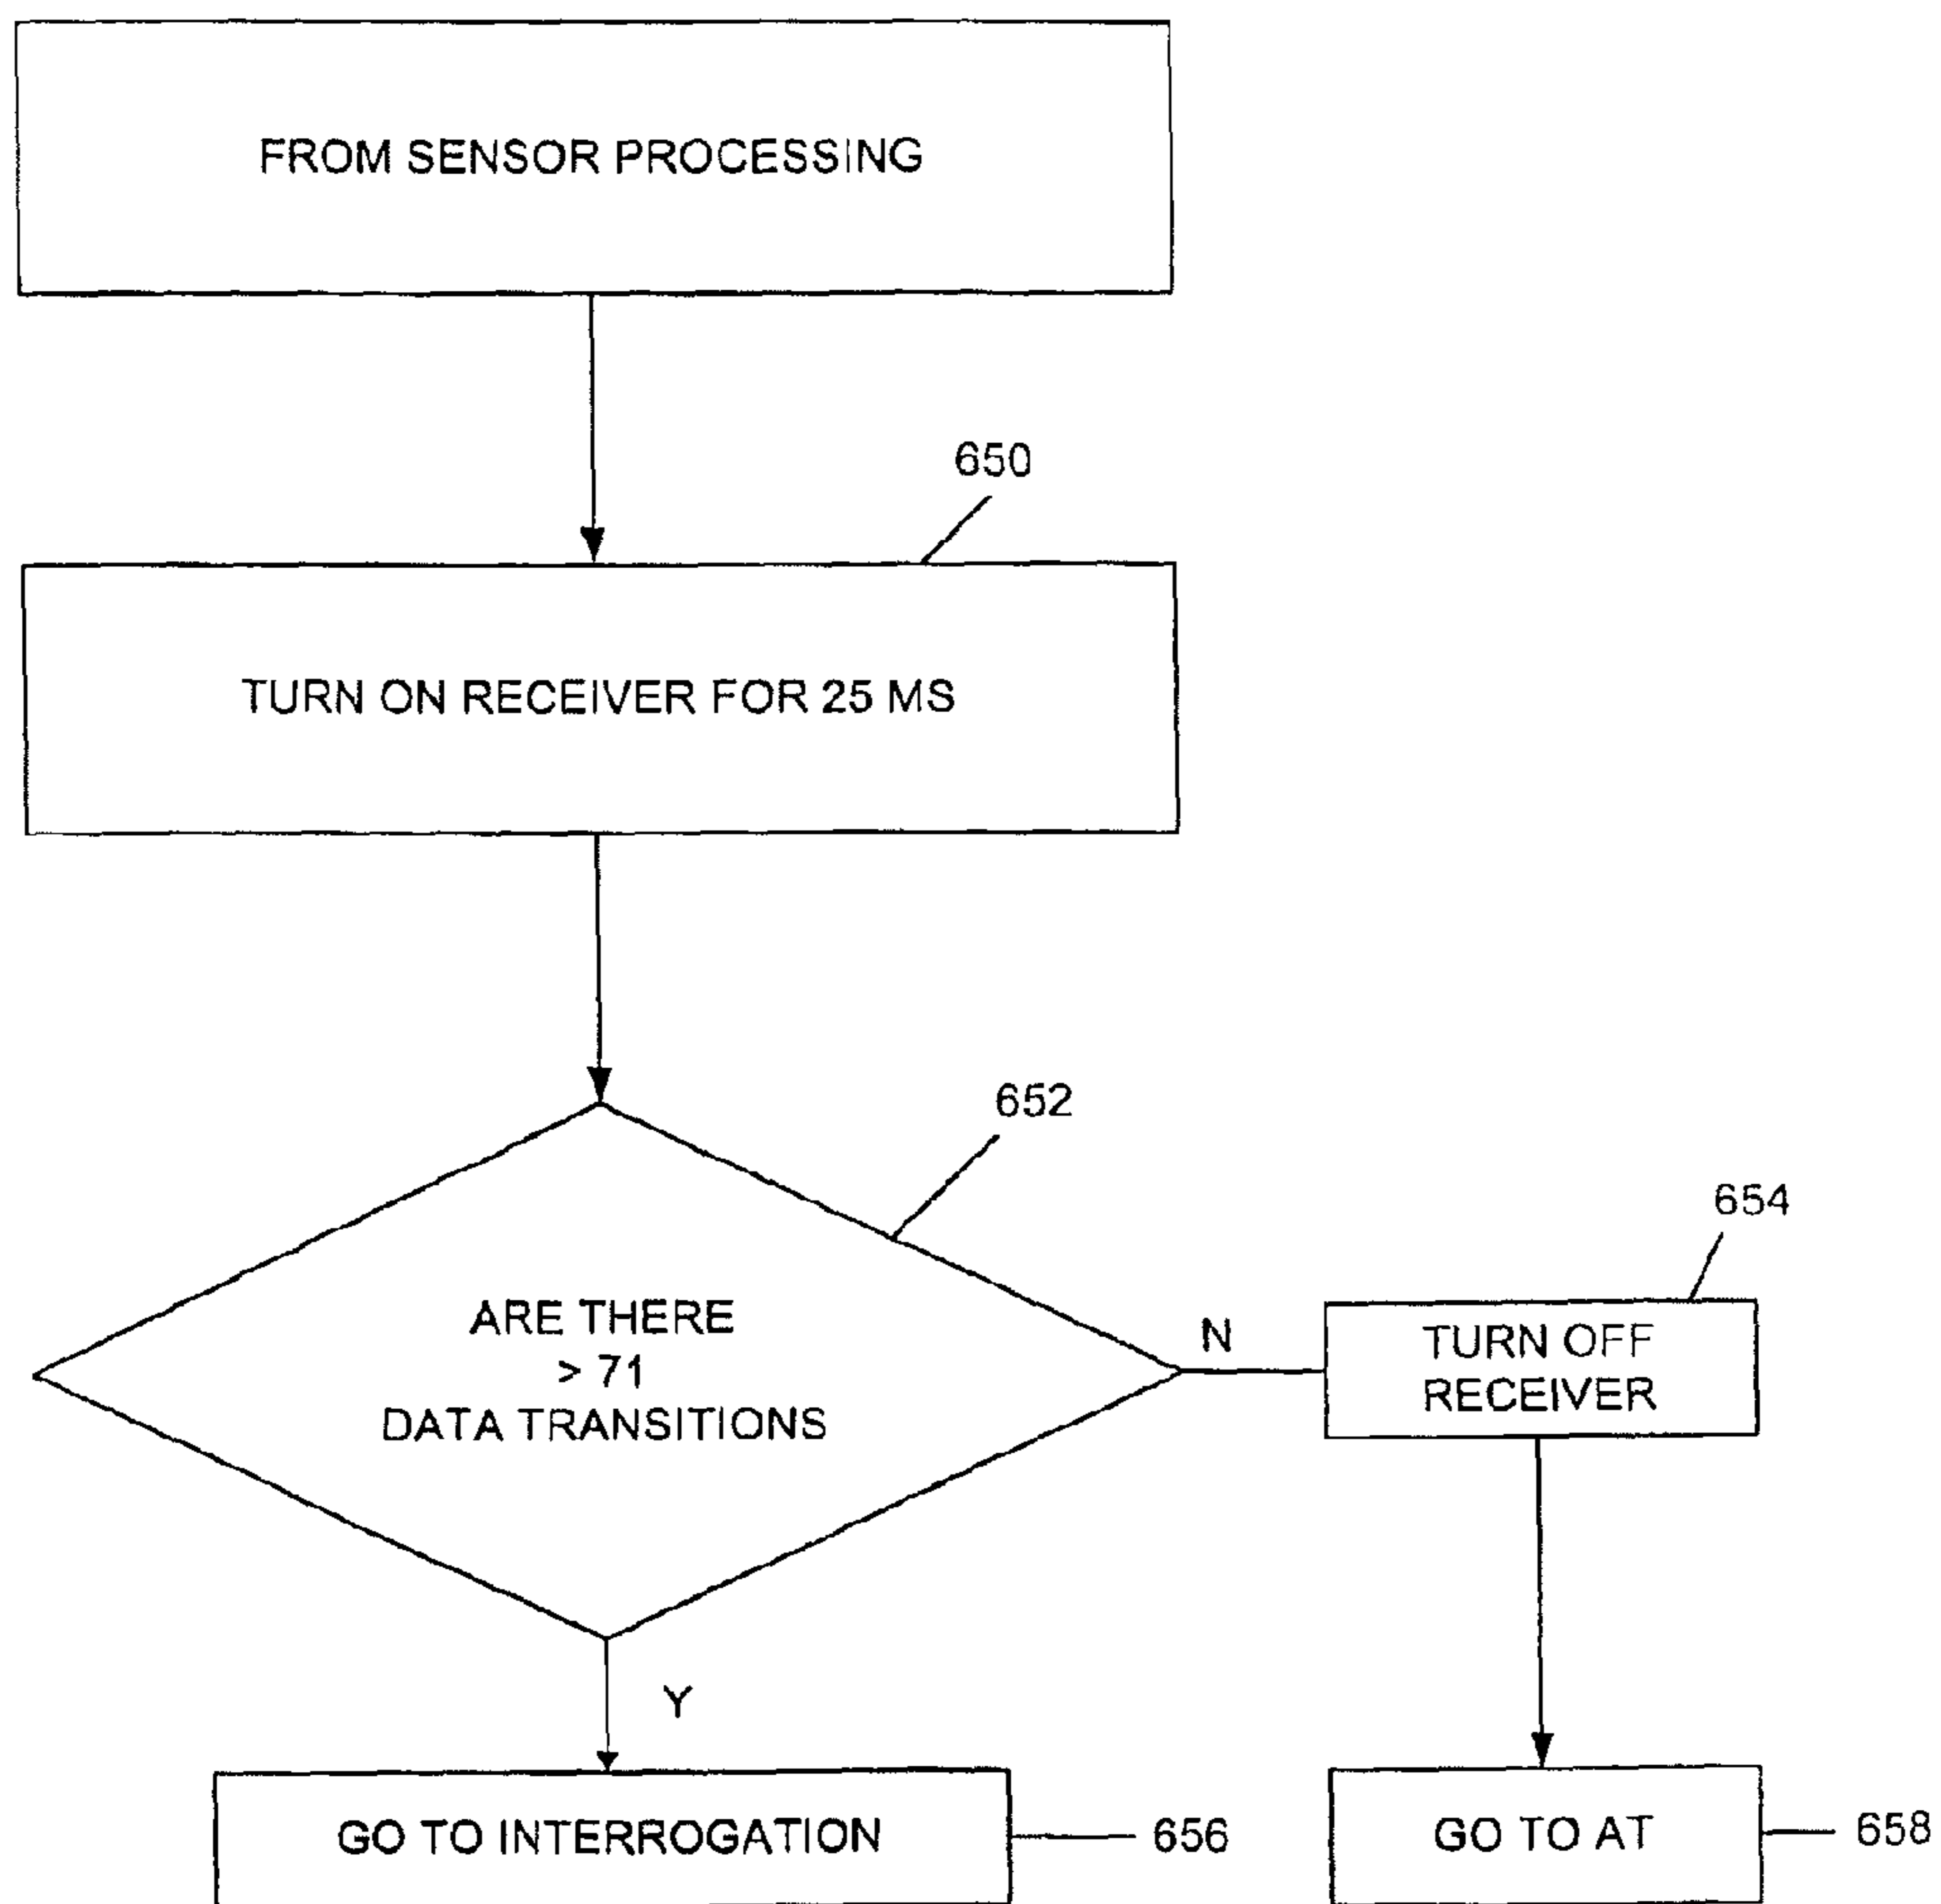 FROM SENSOR PROCESSING
650
TURN ON RECEIVER FOR 25 MS
652
654
ARE THERE
> 71
DATA TRANSITIONS
N
TURN OFF
RECEIVER
Y
GO TO INTERROGATION
656
GO TO AT
658